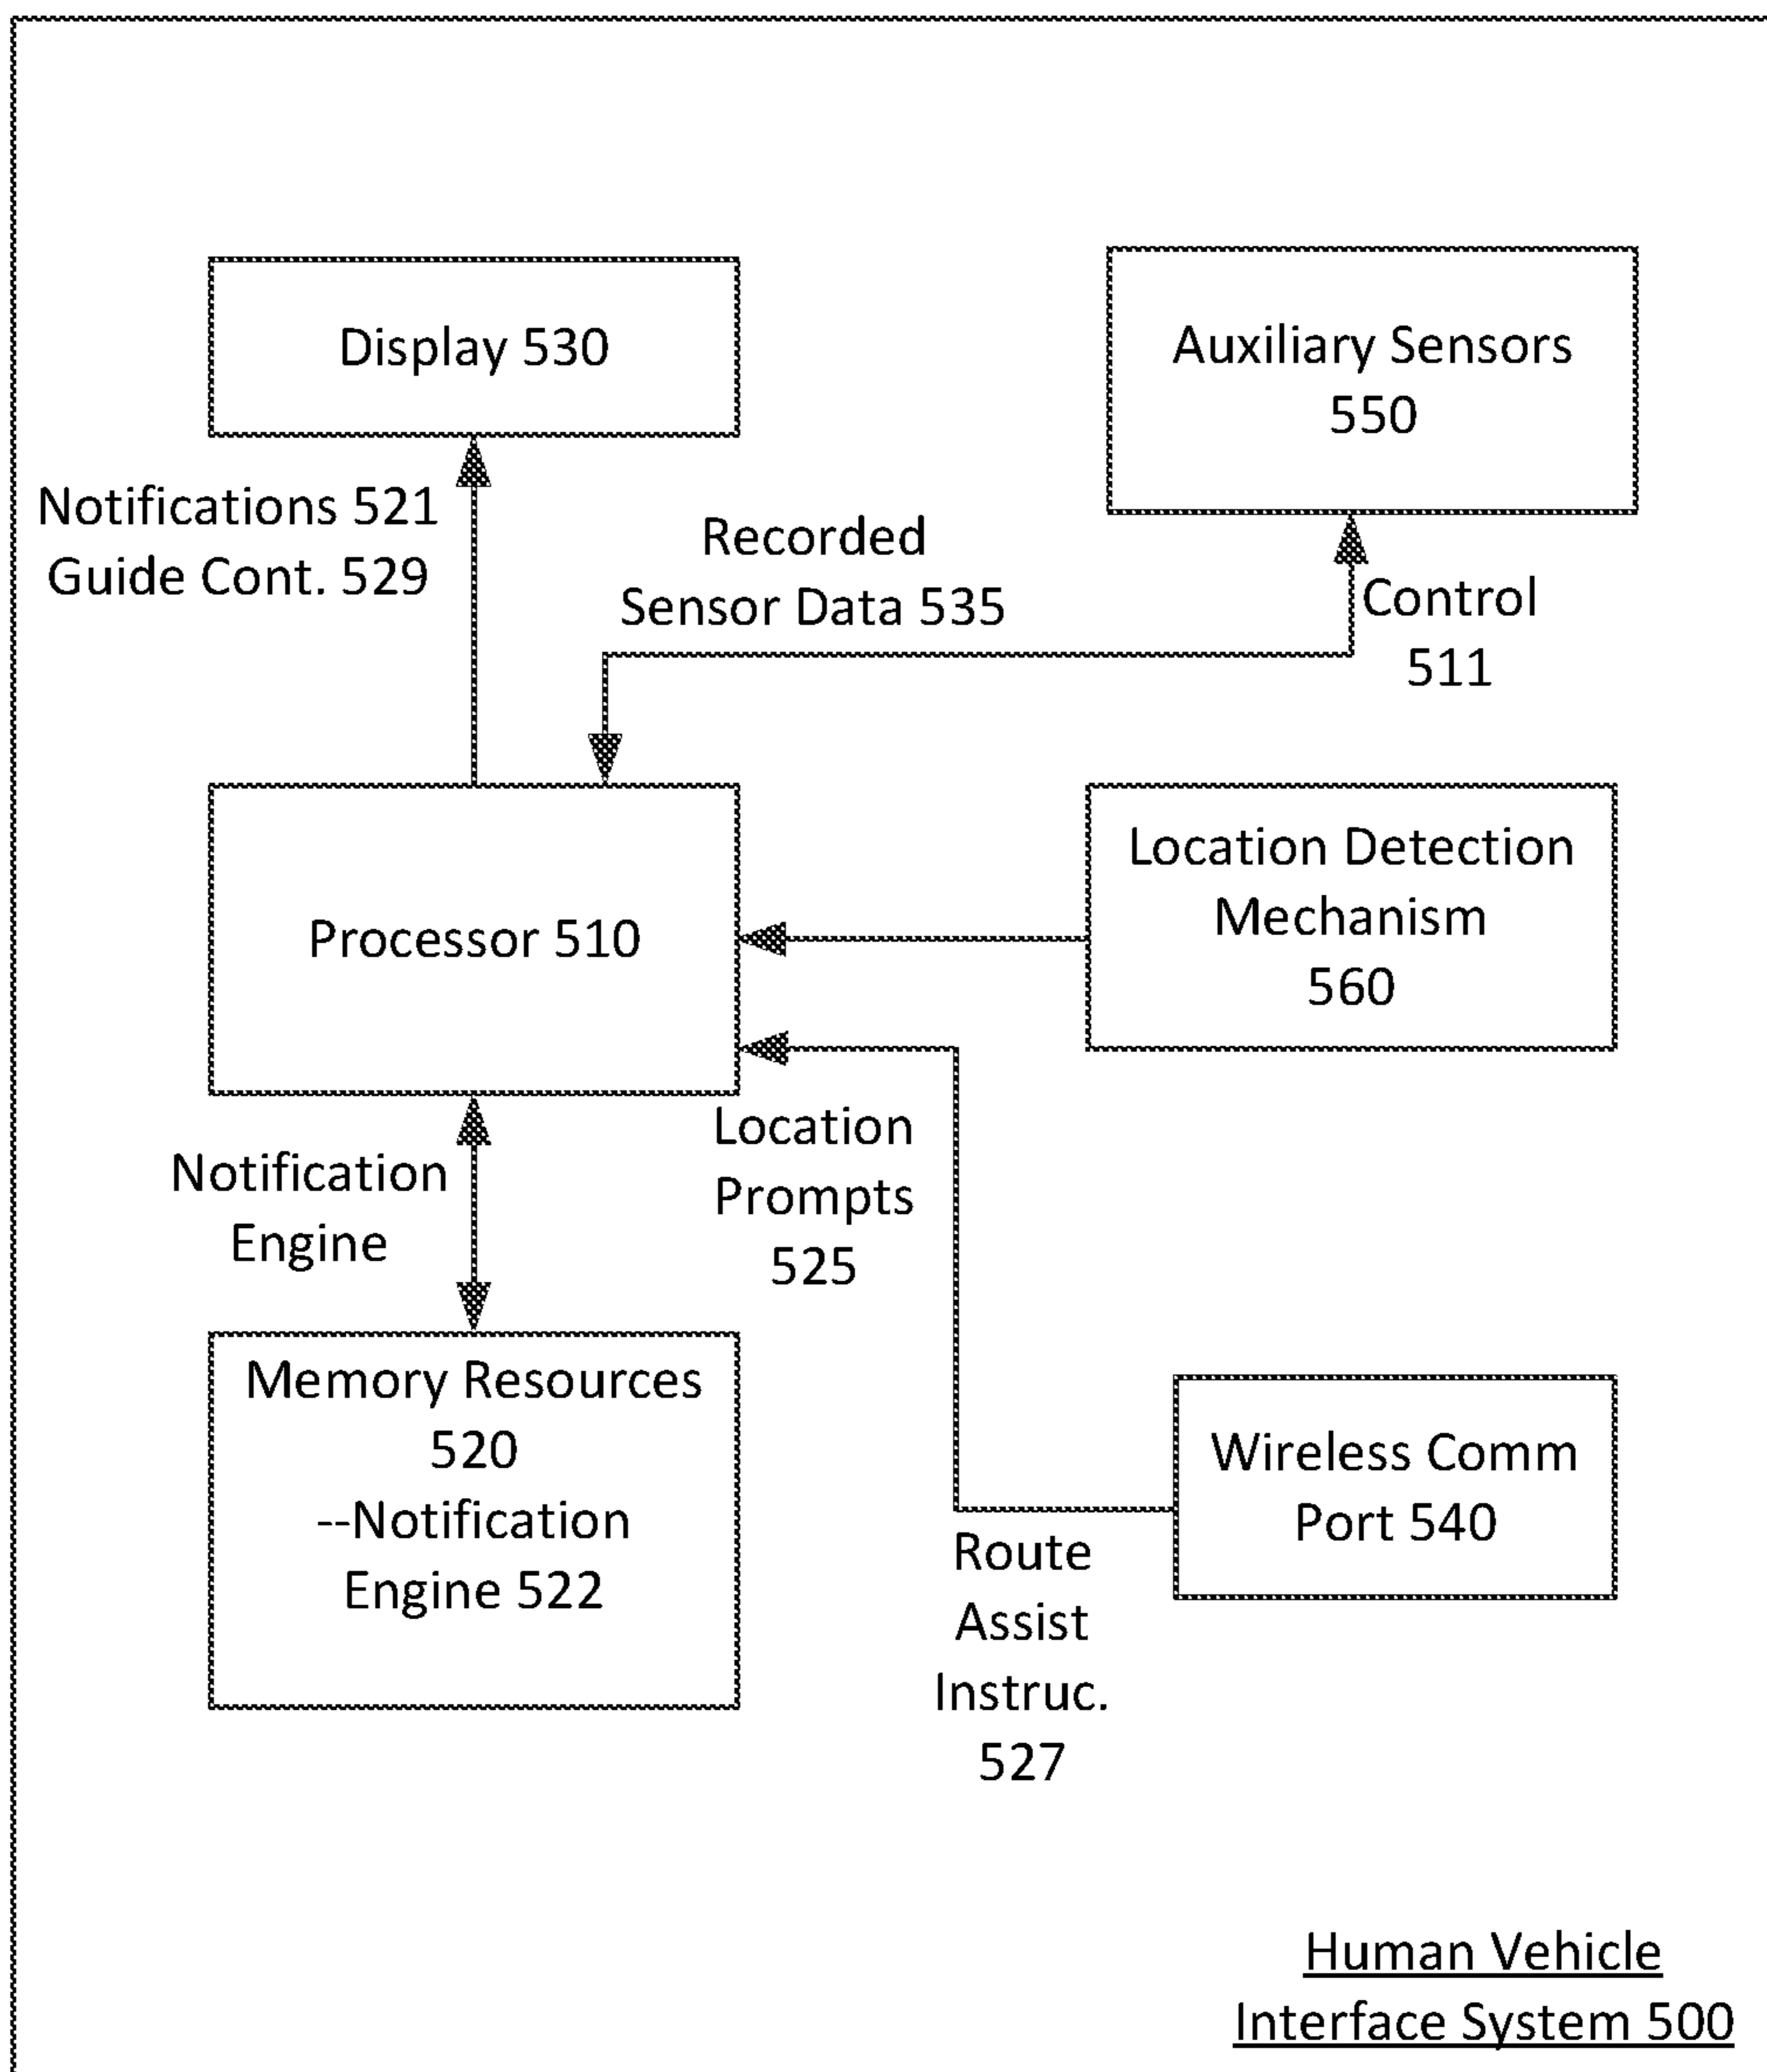 Display 530
Auxiliary Sensors
550
Notifications 521
Guide Cont. 529
Recorded
Sensor Data 535
Control
511
Processor 510
Location Detection
Mechanism
560
Notification
Engine
Location
Prompts
525
Memory Resources
520
--Notification
Engine 522
Wireless Comm
Port 540
Route
Assist
Instruc.
527
Human Vehicle
Interface System 500